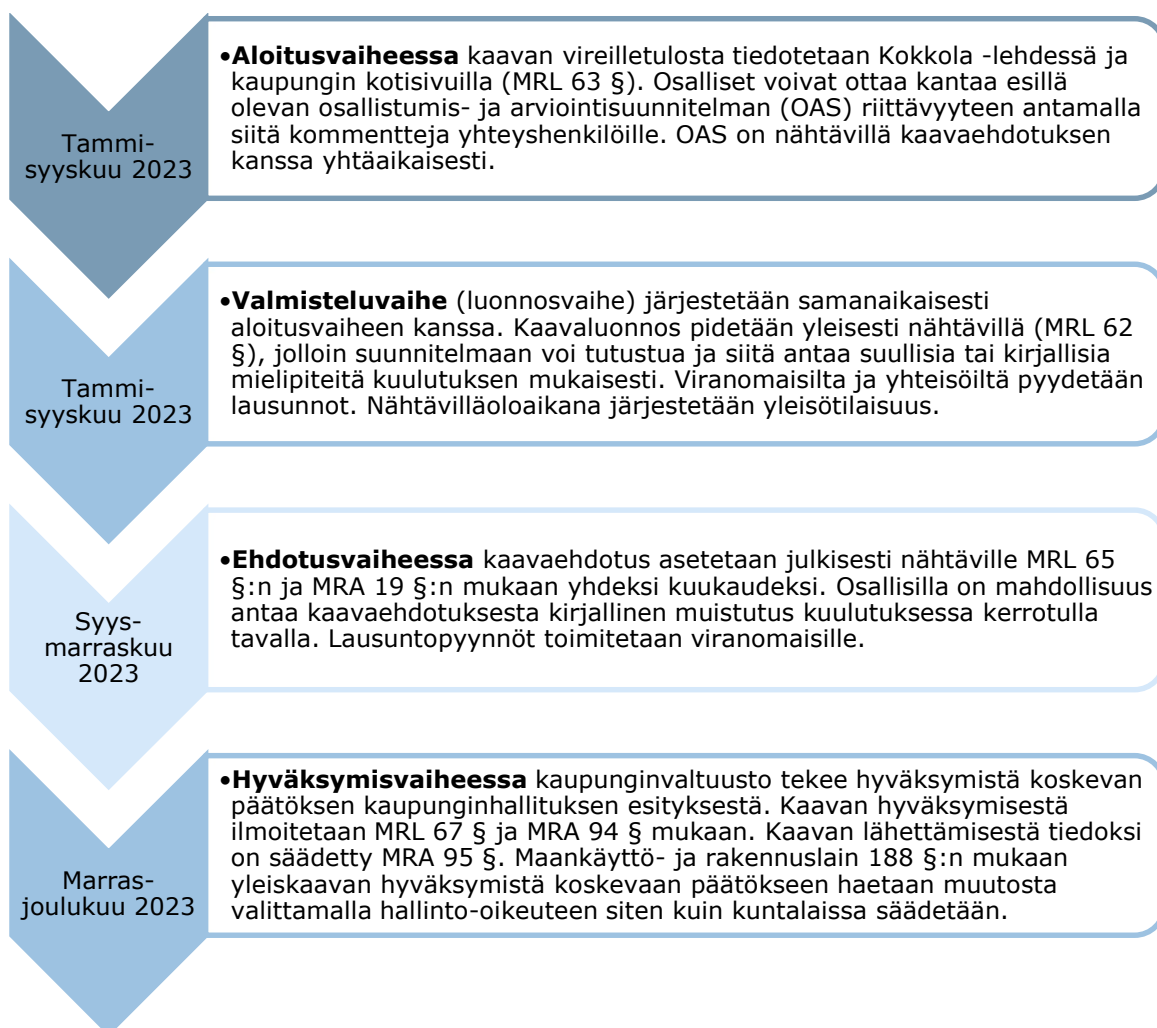 Tammi-
syyskuu 2023
•Aloitusvaiheessa kaavan vireilletulosta tiedotetaan Kokkola -lehdessä ja
kaupungin kotisivuilla (MRL 63 §). Osalliset voivat ottaa kantaa esillä
olevan osallistumis- ja arviointisuunnitelman (OAS) riittävyyteen antamalla
siitä kommentteja yhteyshenkilöille. OAS on nähtävillä kaavaehdotuksen
kanssa yhtäaikaisesti.
Tammi-
syyskuu 2023
•Valmisteluvaihe (luonnosvaihe) järjestetään samanaikaisesti
aloitusvaiheen kanssa. Kaavaluonnos pidetään yleisesti nähtävillä (MRL 62
§), jolloin suunnitelmaan voi tutustua ja siitä antaa suullisia tai kirjallisia
mielipiteitä kuulutuksen mukaisesti. Viranomaisilta ja yhteisöiltä pyydetään
lausunnot. Nähtävilläoloaikana järjestetään yleisötilaisuus.
Syys-
marraskuu
2023
•Ehdotusvaiheessa kaavaehdotus asetetaan julkisesti nähtäville MRL 65
§:n ja MRA 19 §:n mukaan yhdeksi kuukaudeksi. Osallisilla on mahdollisuus
antaa kaavaehdotuksesta kirjallinen muistutus kuulutuksessa kerrotulla
tavalla. Lausuntopyynnöt toimitetaan viranomaisille.
Marras-
joulukuu 2023
•Hyväksymisvaiheessa kaupunginvaltuusto tekee hyväksymistä koskevan
päätöksen kaupunginhallituksen esityksestä. Kaavan hyväksymisestä
ilmoitetaan MRL 67 § ja MRA 94 § mukaan. Kaavan lähettämisestä tiedoksi
on säädetty MRA 95 §. Maankäyttö- ja rakennuslain 188 §:n mukaan
yleiskaavan hyväksymistä koskevaan päätökseen haetaan muutosta
valittamalla hallinto-oikeuteen siten kuin kuntalaissa säädetään.